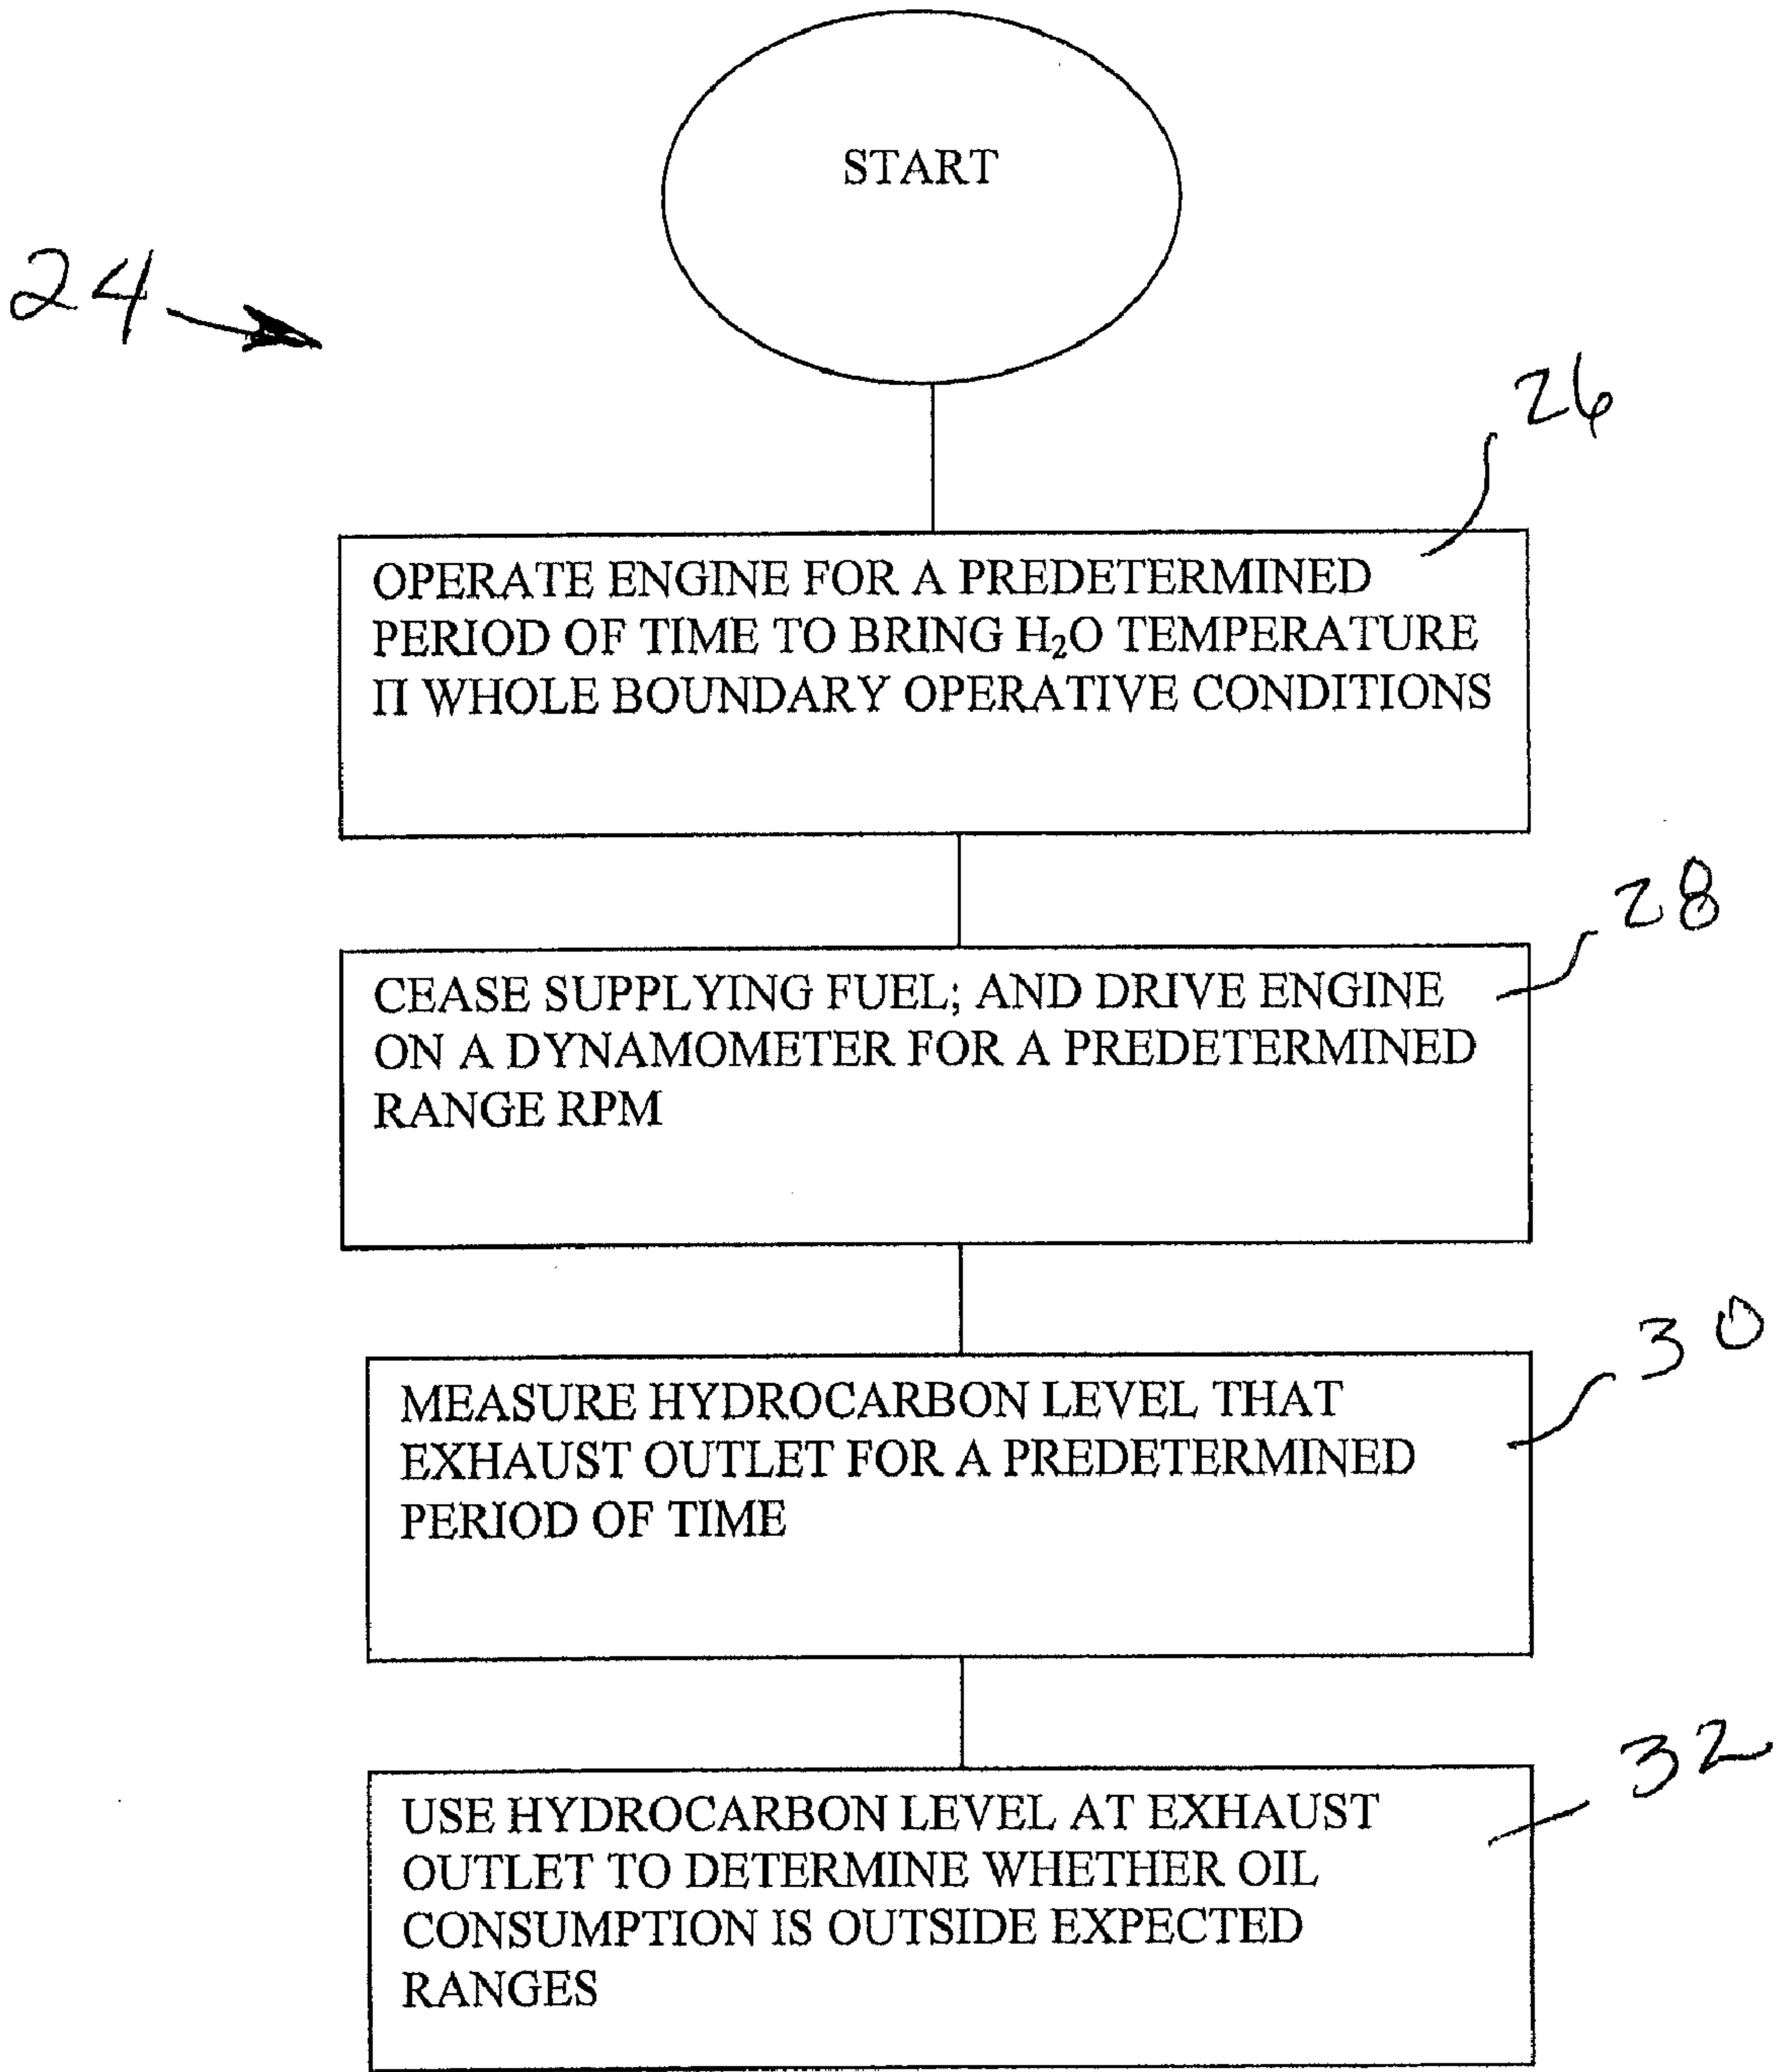 START
24
26
OPERATE ENGINE FOR A PREDETERMINED
PERIOD OF TIME TO BRING H₂O TEMPERATURE
Π WHOLE BOUNDARY OPERATIVE CONDITIONS
28
CEASE SUPPLYING FUEL; AND DRIVE ENGINE
ON A DYNAMOMETER FOR A PREDETERMINED
RANGE RPM
30
MEASURE HYDROCARBON LEVEL THAT
EXHAUST OUTLET FOR A PREDETERMINED
PERIOD OF TIME
32
USE HYDROCARBON LEVEL AT EXHAUST
OUTLET TO DETERMINE WHETHER OIL
CONSUMPTION IS OUTSIDE EXPECTED
RANGES